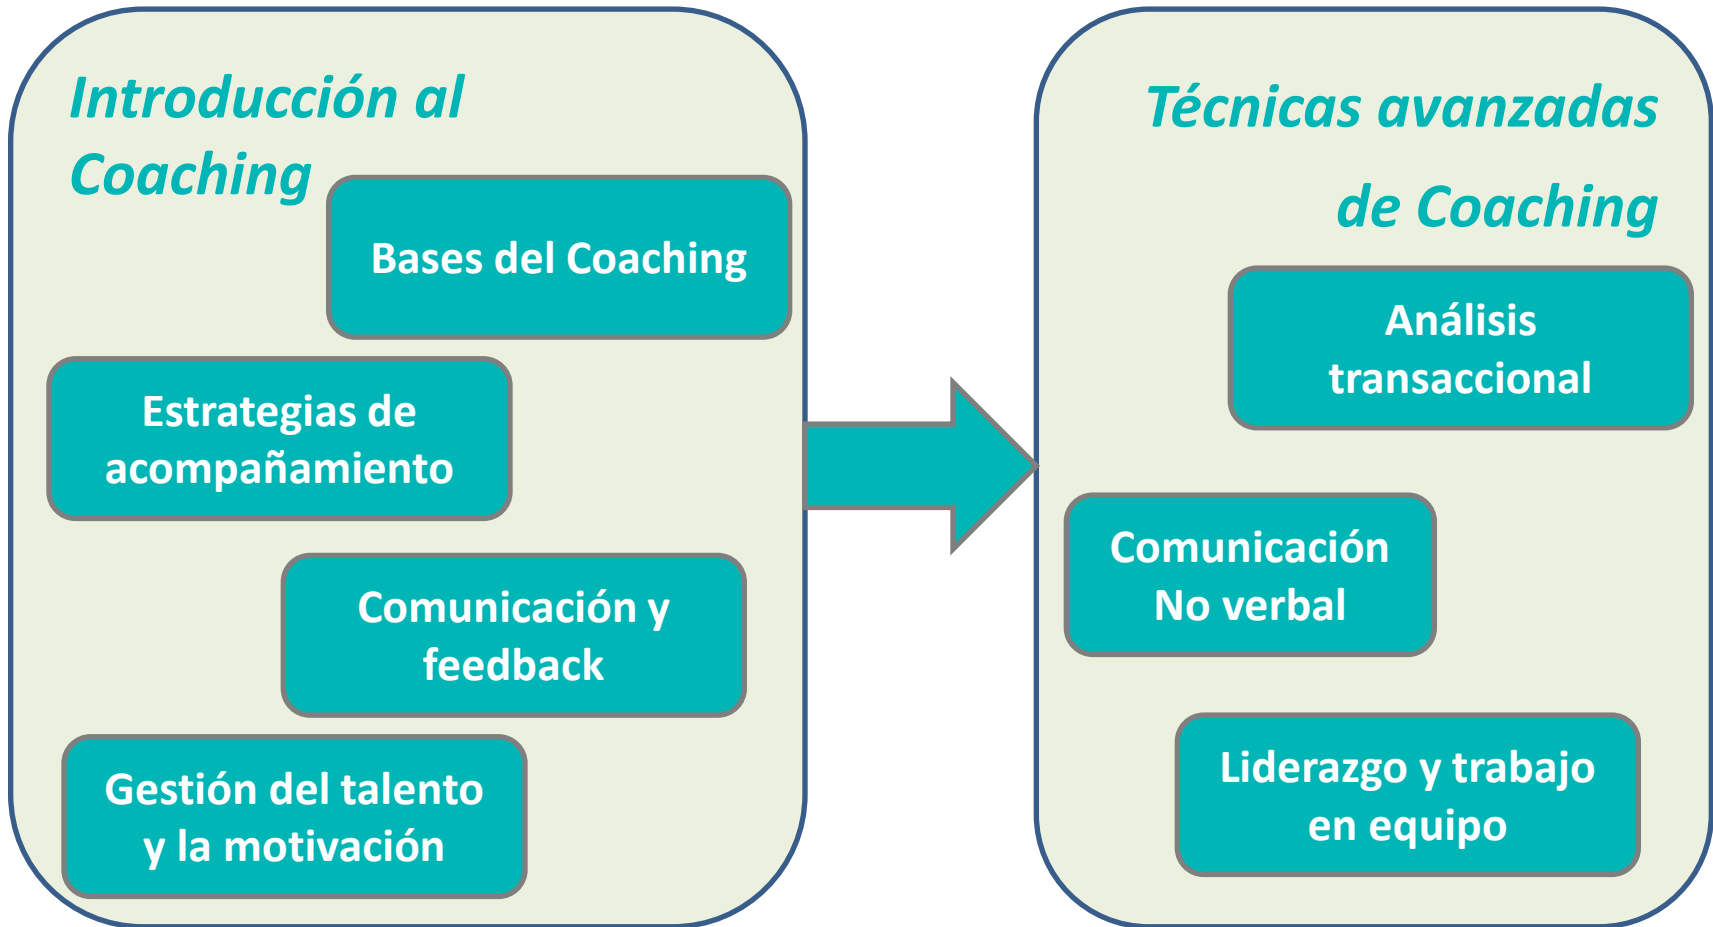 Introducción al
Coaching
Bases del Coaching
Estrategias de
acompañamiento
Comunicación y
feedback
Gestión del talento
y la motivación
Técnicas avanzadas
de Coaching
Análisis
transaccional
Comunicación
No verbal
Liderazgo y trabajo
en equipo